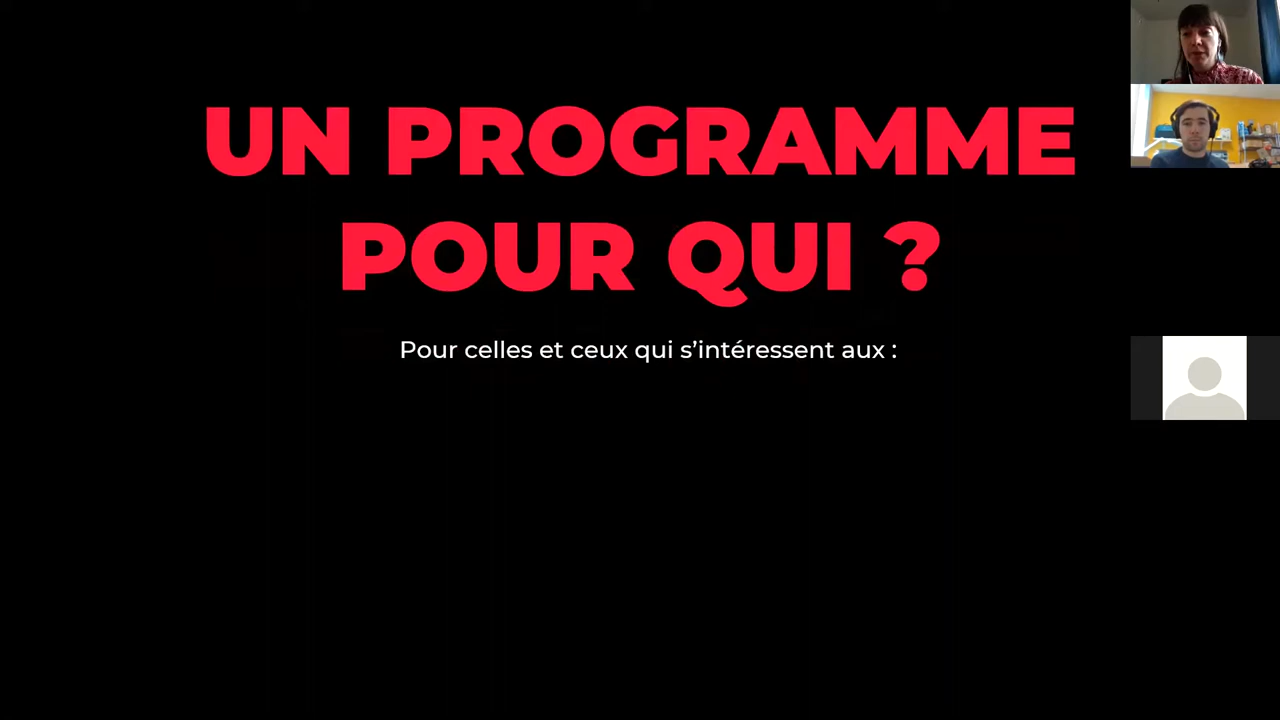 UN PROGRAMME
POUR QUI ?
Pour celles et ceux qui s’intéressent aux :